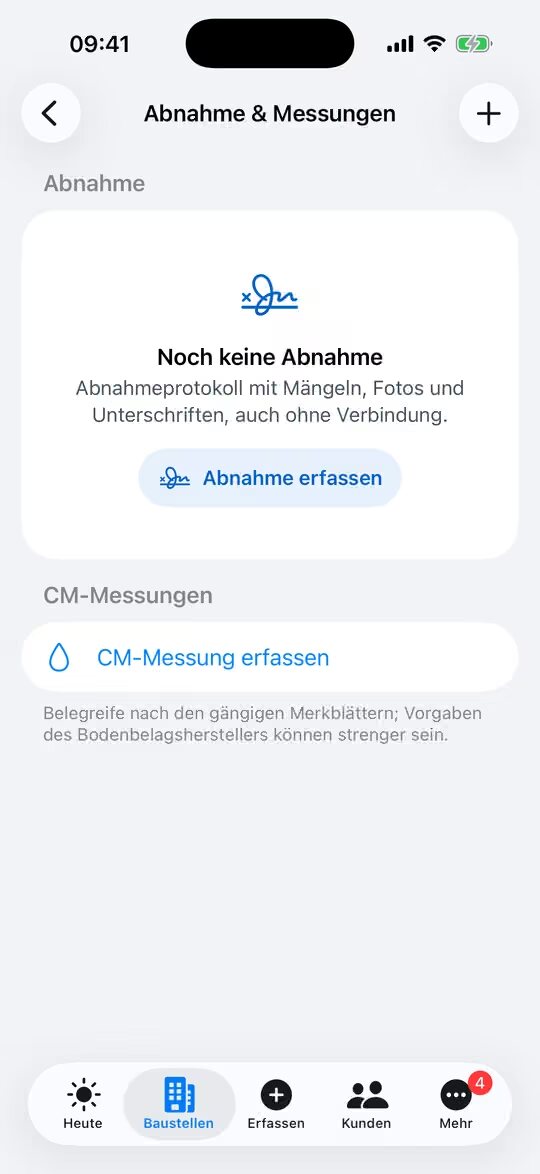 09:41
Abnahme & Messungen
Abnahme
Noch keine Abnahme
Abnahmeprotokoll mit Mängeln, Fotos und
Unterschriften, auch ohne Verbindung.
Abnahme erfassen
CM-Messungen
CM-Messung erfassen
Belegreife nach den gängigen Merkblättern; Vorgaben
des Bodenbelagsherstellers können strenger sein.
4
Heute
Baustellen
Erfassen
Kunden
Mehr